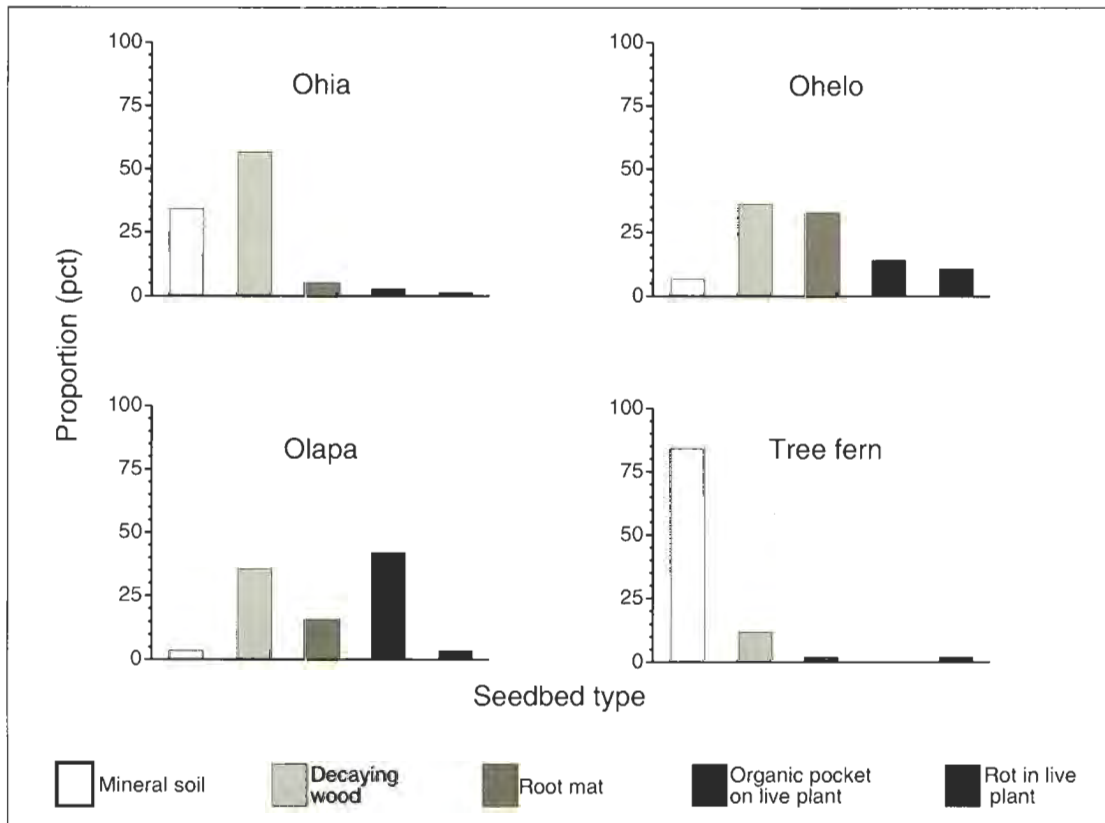 Proportion (pct)
100
75
50
25
0
Ohia
100
75
50
25
0
Ohelo
100
75
50
25
0
Olapa
100
75
50
25
0
Tree fern
Seedbed type
Mineral soil
Decaying
wood
Root mat
Organic pocket
on live plant
Rot in live
plant